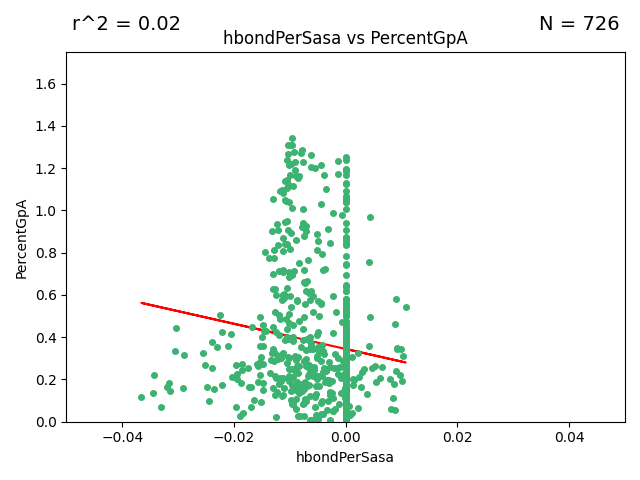 r^2 = 0.02
N = 726
hbondPerSasa vs PercentGpA
PercentGpA
1.6
1.4
1.2
1.0
0.8
0.6
0.4
0.2
0.0
−0.04 −0.02 0.00 0.02 0.04
hbondPerSasa